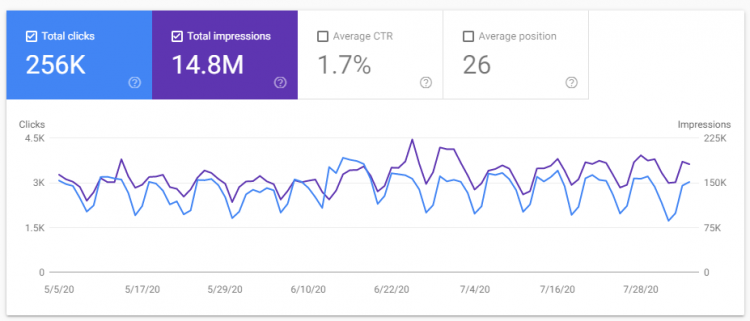 Total clicks
256K
Total impressions
14.8M
Average CTR
1.7%
Average position
26
Clicks
Impressions
4.5K
3K
1.5K
0
225K
150K
75K
0
5/5/20 5/17/20 5/29/20 6/10/20 6/22/20 7/4/20 7/16/20 7/28/20